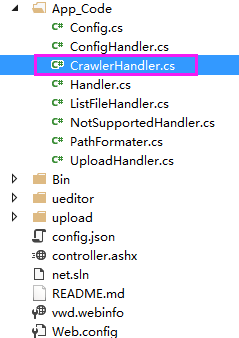 App_Code
Config.cs
ConfigHandler.cs
CrawlerHandler.cs
Handler.cs
ListFileHandler.cs
NotSupportedHandler.cs
PathFormater.cs
UploadHandler.cs
Bin
ueditor
upload
config.json
controller.ashx
net.sln
README.md
vwd.webinfo
Web.config